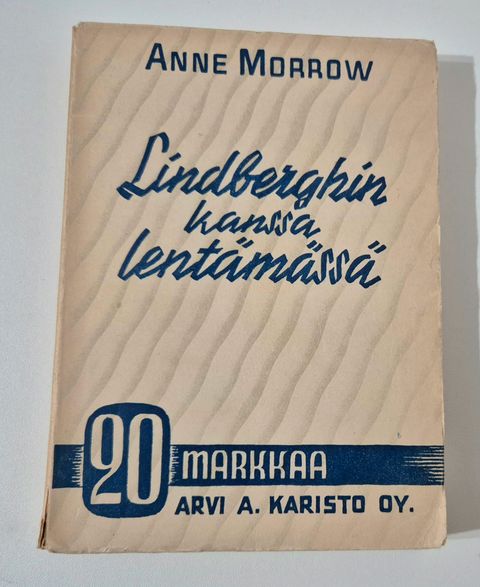 ANNE MORROW
Lindberghin
kanssa
lentämässä
20 MARKKAA
ARVI A. KARISTO OY.